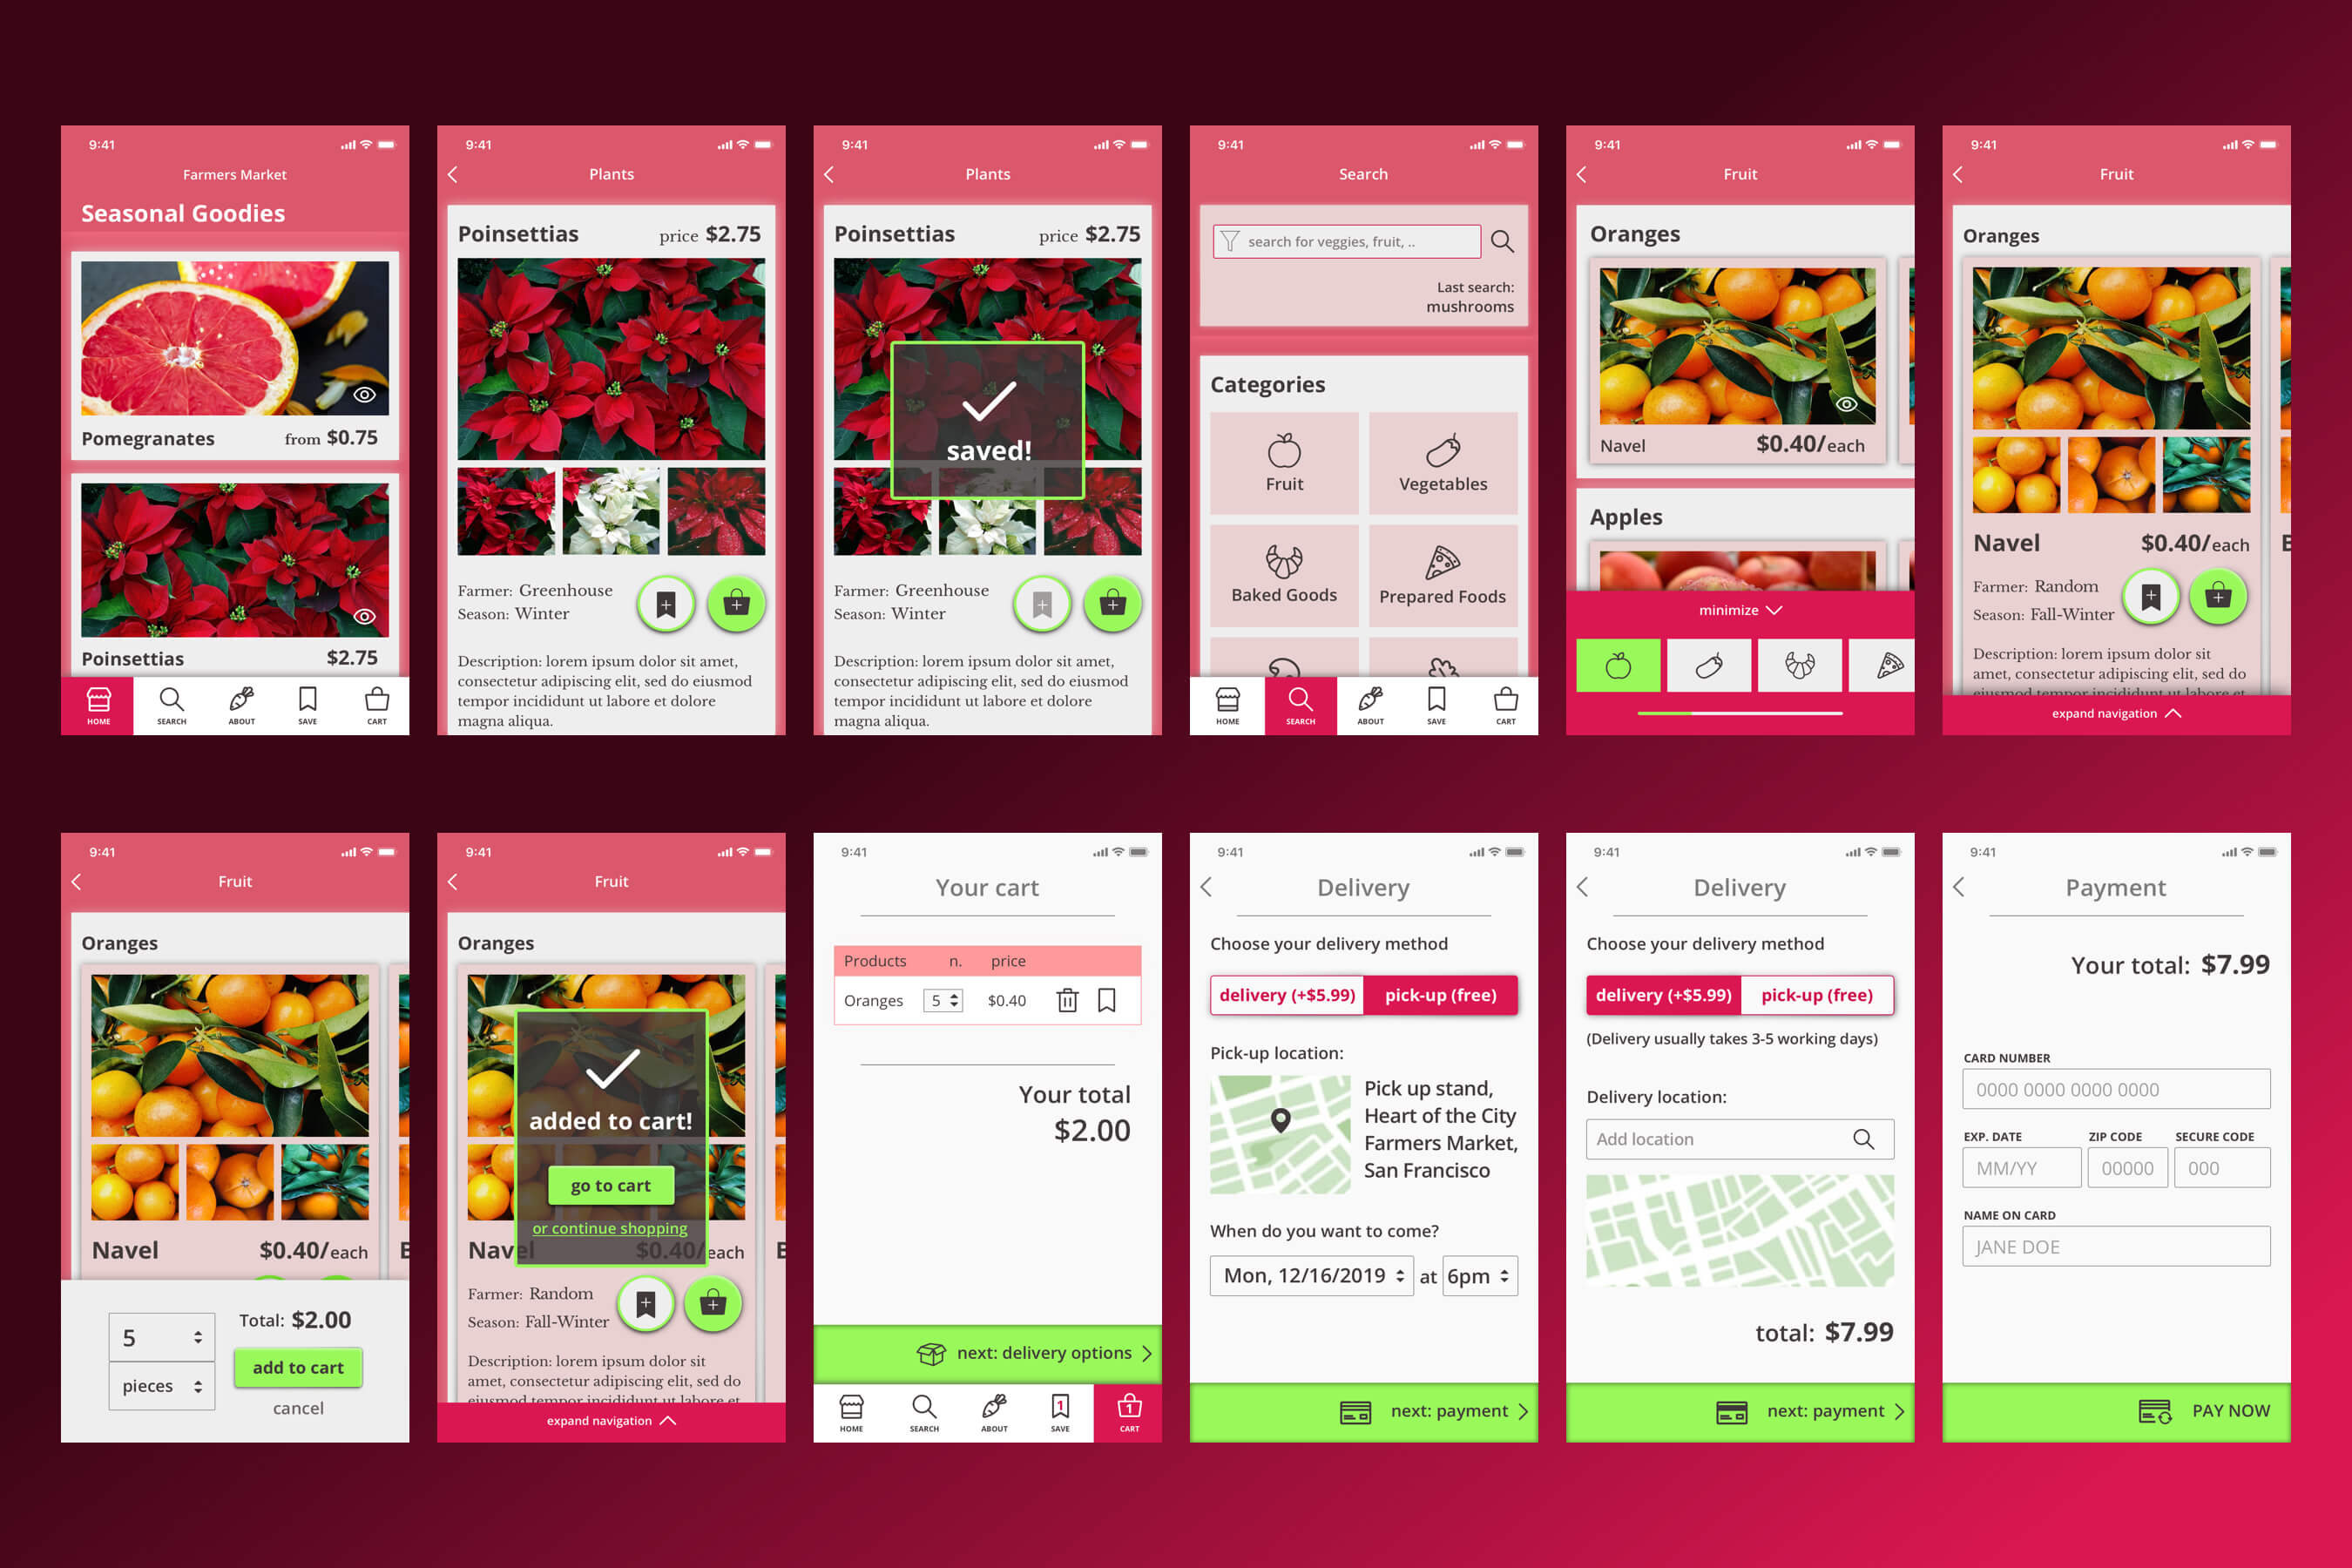 9:41
Farmers Market
Seasonal Goodies
Pomegranates from $0.75
Poinsettias $2.75
HOME SEARCH ABOUT SAVE CART
9:41
Plants
Poinsettias price $2.75
Farmer: Greenhouse
Season: Winter
Description: lorem ipsum dolor sit amet,
consectetur adipiscing elit, sed do eiusmod
tempor incididunt ut labore et dolore
magna aliqua.
9:41
Plants
Poinsettias price $2.75
saved!
Farmer: Greenhouse
Season: Winter
Description: lorem ipsum dolor sit amet,
consectetur adipiscing elit, sed do eiusmod
tempor incididunt ut labore et dolore
magna aliqua.
9:41
Search
search for veggies, fruit, ..
Last search:
mushrooms
Categories
Fruit Vegetables
Baked Goods Prepared Foods
HOME SEARCH ABOUT SAVE CART
9:41
Fruit
Oranges
Navel $0.40/each
Apples
minimize
9:41
Fruit
Oranges
Navel $0.40/each
Farmer: Random
Season: Fall-Winter
Description: lorem ipsum dolor sit
amet, consectetur adipiscing elit, sed do
eiusmod tempor incididunt ut labore et
expand navigation
9:41
Fruit
Oranges
Navel $0.40/each
5 Total: $2.00
pieces add to cart
cancel
9:41
Fruit
Oranges
added to cart!
go to cart
or continue shopping
Navel $0.40/each
Farmer: Random
Season: Fall-Winter
Description: lorem ipsum dolor sit
amet, consectetur adipiscing elit, sed do
eiusmod tempor incididunt ut labore et
expand navigation
9:41
Your cart
Products n. price
Oranges 5 $0.40
Your total
$2.00
next: delivery options
1 1
HOME SEARCH ABOUT SAVE CART
9:41
Delivery
Choose your delivery method
delivery (+$5.99) pick-up (free)
Pick-up location:
Pick up stand,
Heart of the City
Farmers Market,
San Francisco
When do you want to come?
Mon, 12/16/2019 at 6pm
next: payment
9:41
Delivery
Choose your delivery method
delivery (+$5.99) pick-up (free)
(Delivery usually takes 3-5 working days)
Delivery location:
Add location
total: $7.99
next: payment
9:41
Payment
Your total: $7.99
CARD NUMBER
0000 0000 0000 0000
EXP. DATE ZIP CODE SECURE CODE
MM/YY 00000 000
NAME ON CARD
JANE DOE
PAY NOW